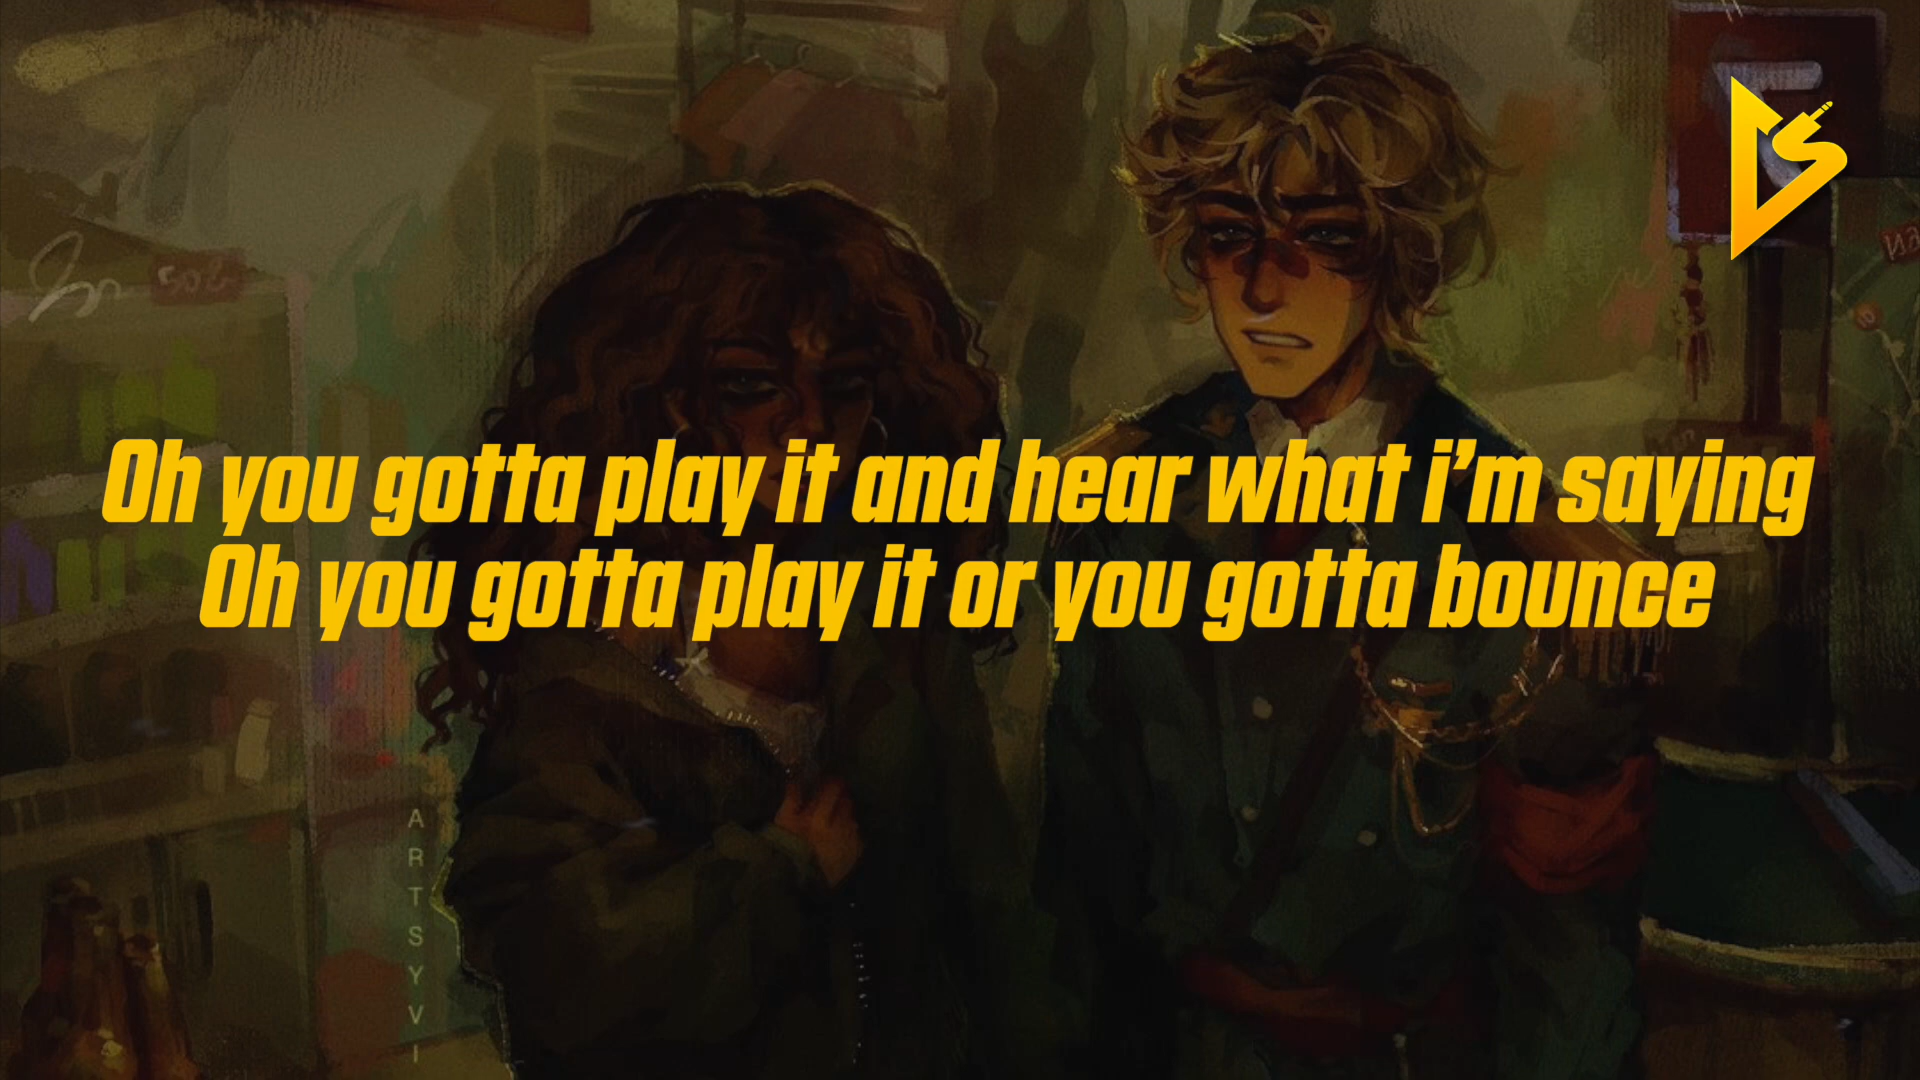 Oh you gotta play it and hear what i’m saying
Oh you gotta play it or you gotta bounce
502
ARTSYVI